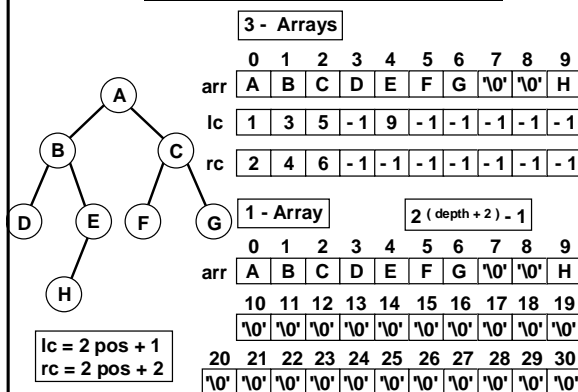 3 - Arrays
0 1 2 3 4 5 6 7 8 9
arr A B C D E F G '\0' '\0' H
lc 1 3 5 - 1 9 - 1 - 1 - 1 - 1 - 1
rc 2 4 6 - 1 - 1 - 1 - 1 - 1 - 1 - 1
A
B C
D E F G
H
1 - Array
2 ( depth + 2 ) - 1
0 1 2 3 4 5 6 7 8 9
arr A B C D E F G '\0' '\0' H
10 11 12 13 14 15 16 17 18 19
'\0' '\0' '\0' '\0' '\0' '\0' '\0' '\0' '\0' '\0'
20 21 22 23 24 25 26 27 28 29 30
'\0' '\0' '\0' '\0' '\0' '\0' '\0' '\0' '\0' '\0' '\0'
lc = 2 pos + 1
rc = 2 pos + 2